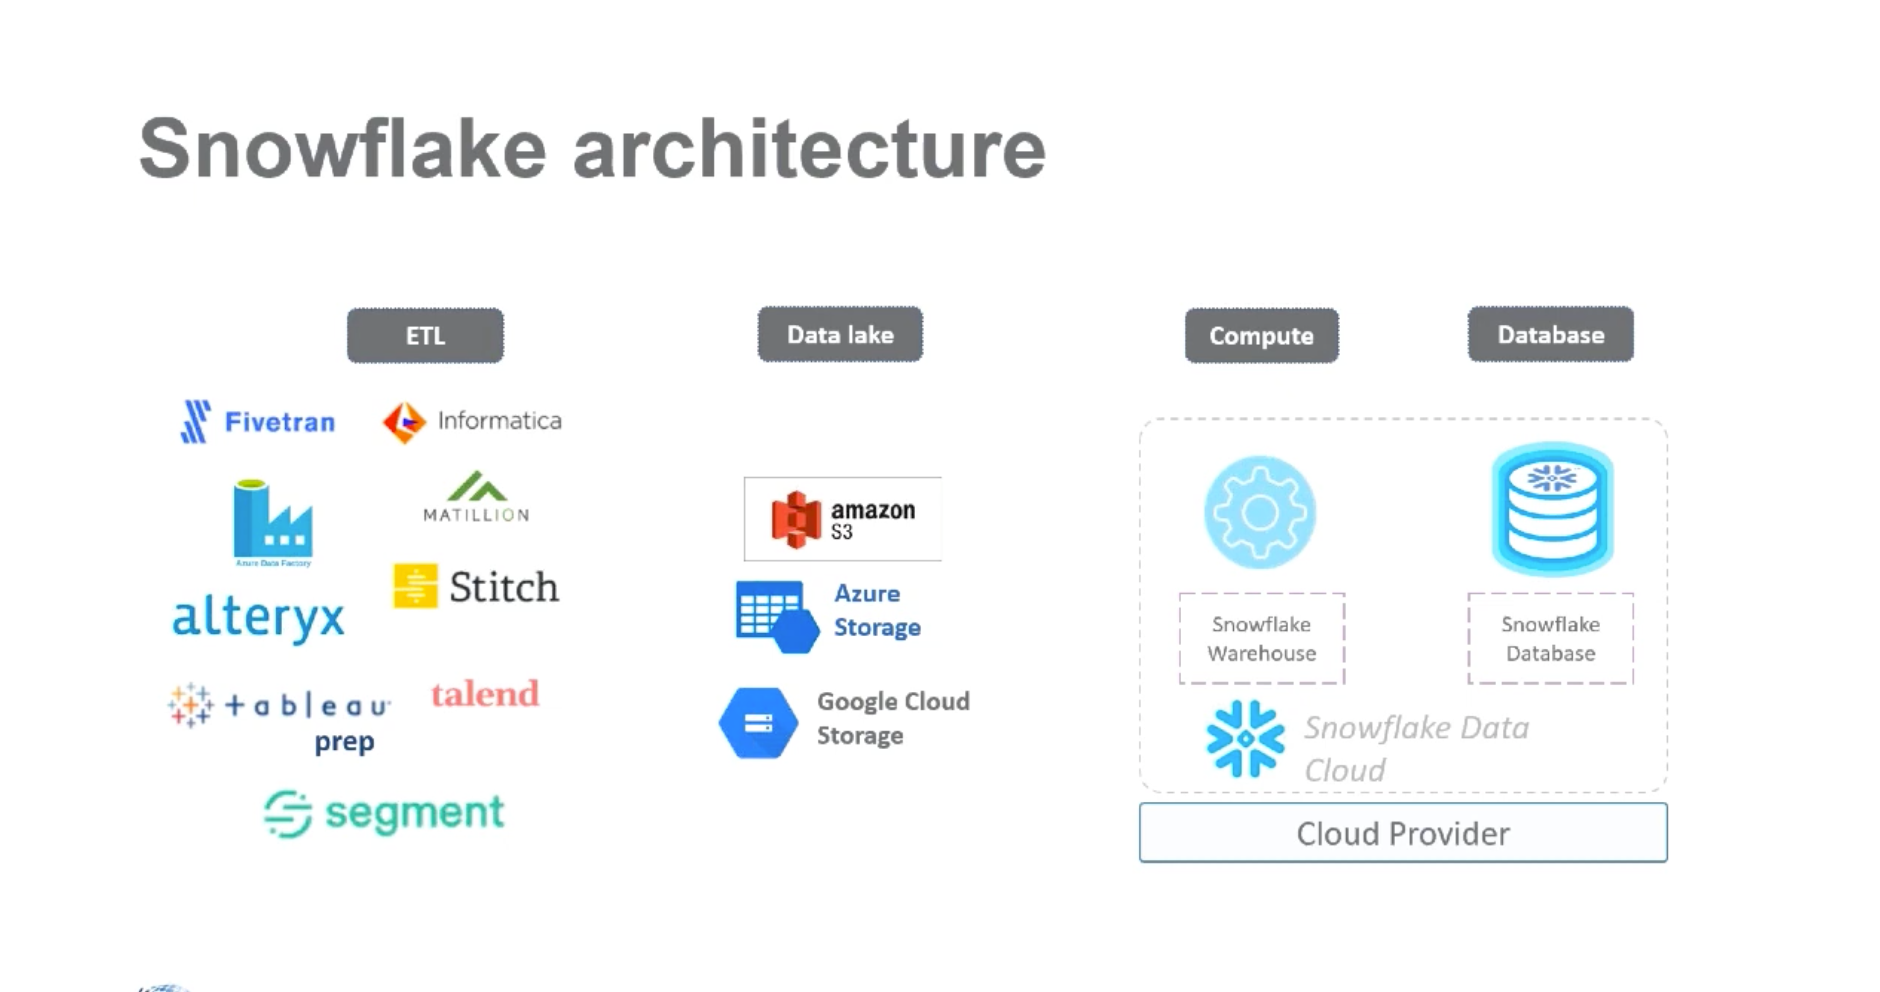 Snowflake architecture
ETL
Data lake
Compute
Database
Fivetran
Informatica
Azure Data Factory
MATILLION
Stitch
alteryx
tableau
prep
talend
segment
amazon
S3
Azure
Storage
Google Cloud
Storage
Snowflake
Warehouse
Snowflake
Database
Snowflake Data
Cloud
Cloud Provider